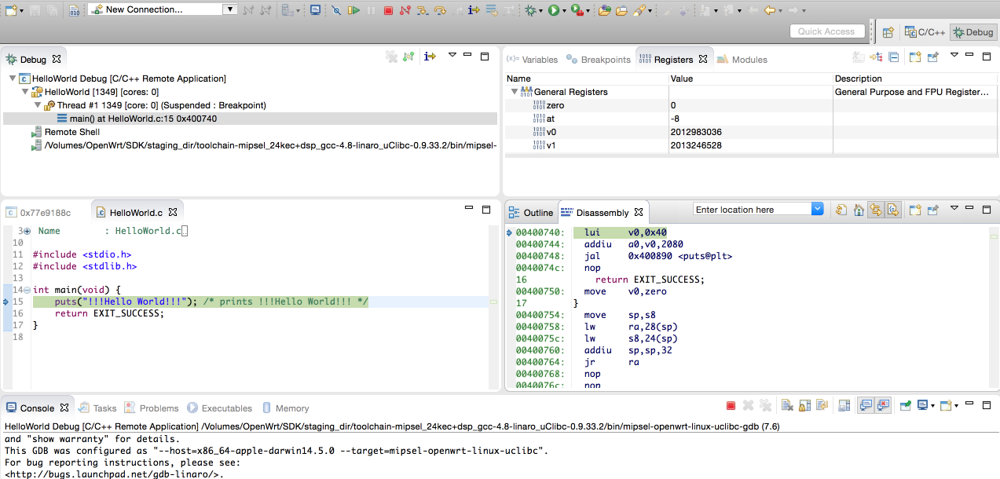 New Connection...
Quick Access
C/C++
Debug
Debug
HelloWorld Debug [C/C++ Remote Application]
HelloWorld [1349] [cores: 0]
Thread #1 1349 [core: 0] (Suspended : Breakpoint)
main() at HelloWorld.c:15 0x400740
Remote Shell
/Volumes/OpenWrt/SDK/staging_dir/toolchain-mipsel_24kec+dsp_gcc-4.8-linaro_uClibc-0.9.33.2/bin/mipsel-
(x)= Variables
Breakpoints
Registers
Modules
Name Value Description
General Registers General Purpose and FPU Register...
zero 0
at -8
v0 2012983036
v1 2013246528
0x77e9188c
HelloWorld.c
3 Name : HelloWorld.c
10
11 #include <stdio.h>
12 #include <stdlib.h>
13
14 int main(void) {
15 puts("!!!Hello World!!!"); /* prints !!!Hello World!!! */
16 return EXIT_SUCCESS;
17 }
18
Outline
Disassembly
Enter location here
00400740: lui v0,0x40
00400744: addiu a0,v0,2080
00400748: jal 0x400890 <puts@plt>
0040074c: nop
16 return EXIT_SUCCESS;
00400750: move v0,zero
17 }
00400754: move sp,s8
00400758: lw ra,28(sp)
0040075c: lw s8,24(sp)
00400760: addiu sp,sp,32
00400764: jr ra
00400768: nop
0040076c: nop
Console
Tasks
Problems
Executables
Memory
HelloWorld Debug [C/C++ Remote Application] /Volumes/OpenWrt/SDK/staging_dir/toolchain-mipsel_24kec+dsp_gcc-4.8-linaro_uClibc-0.9.33.2/bin/mipsel-openwrt-linux-uclibc-gdb (7.6)
and "show warranty" for details.
This GDB was configured as "--host=x86_64-apple-darwin14.5.0 --target=mipsel-openwrt-linux-uclibc".
For bug reporting instructions, please see:
<http://bugs.launchpad.net/gdb-linaro/>.